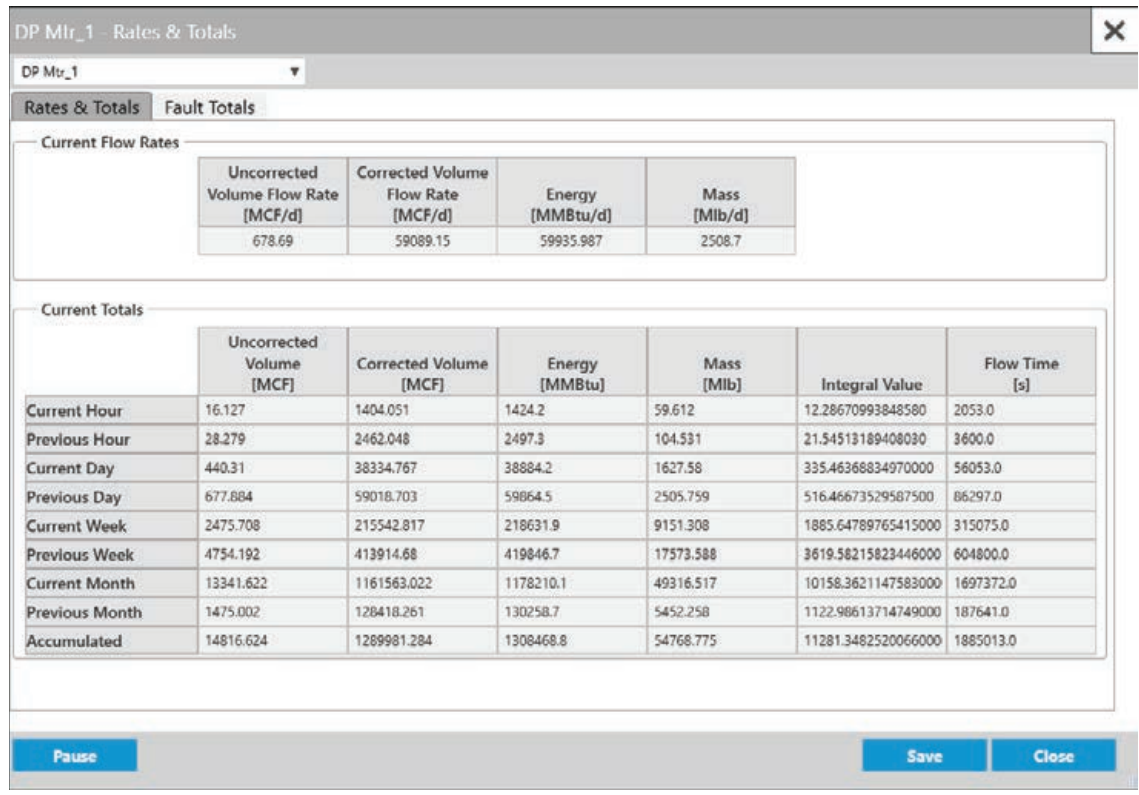 DP Mtr_1 - Rates & Totals
DP Mtr_1
Rates & Totals Fault Totals
Current Flow Rates
Uncorrected Volume Flow Rate [MCF/d] Corrected Volume Flow Rate [MCF/d] Energy [MMBtu/d] Mass [Mlb/d]
678.69 59089.15 59935.987 2508.7
Current Totals
Uncorrected Volume [MCF] Corrected Volume [MCF] Energy [MMBtu] Mass [Mlb] Integral Value Flow Time [s]
Current Hour 16.127 1404.051 1424.2 59.612 12.28670993848580 2053.0
Previous Hour 28.279 2462.048 2497.3 104.531 21.54513189408030 3600.0
Current Day 440.31 38334.767 38884.2 1627.58 335.46368834970000 56053.0
Previous Day 677.884 59018.703 59864.5 2505.759 516.46673529587500 86297.0
Current Week 2475.708 215542.817 218631.9 9151.308 1885.64789765415000 315075.0
Previous Week 4754.192 413914.68 419846.7 17573.588 3619.58215823446000 604800.0
Current Month 13341.622 1161563.022 1178210.1 49316.517 10158.3621147583000 1697372.0
Previous Month 1475.002 128418.261 130258.7 5452.258 1122.98613714749000 187641.0
Accumulated 14816.624 1289981.284 1308468.8 54768.775 11281.3482520066000 1885013.0
Pause Save Close